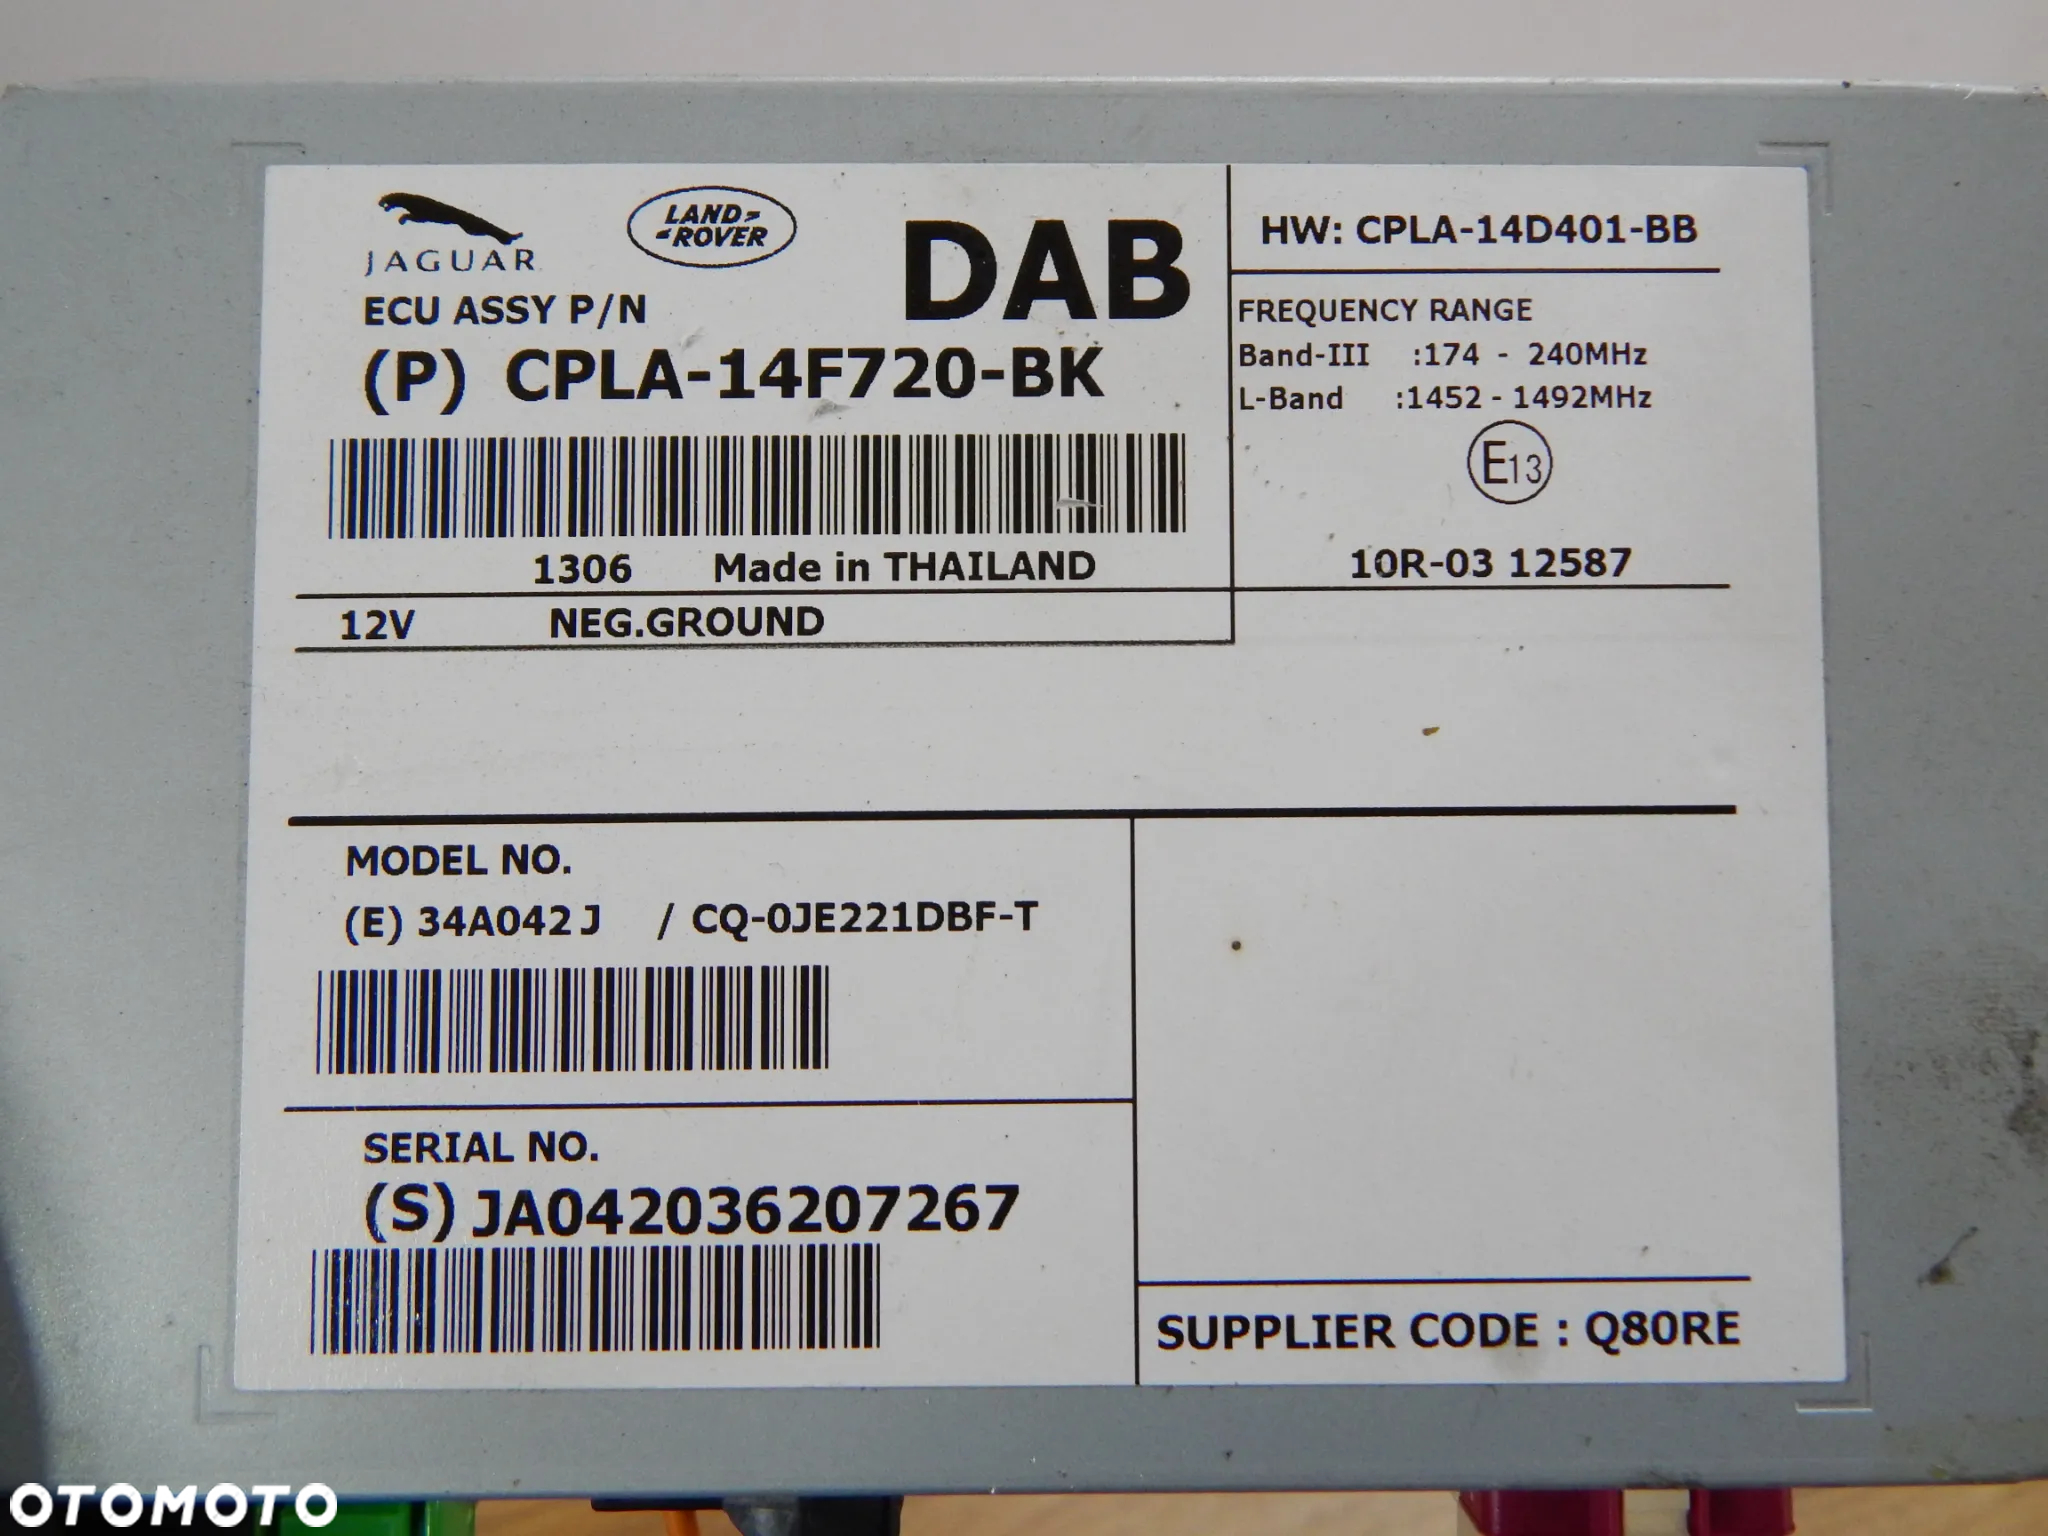 JAGUAR
LAND-
-ROVER
DAB
ECU ASSY P/N
(P) CPLA-14F720-BK
1306 Made in THAILAND
12V NEG.GROUND
HW: CPLA-14D401-BB
FREQUENCY RANGE
Band-III :174 - 240MHz
L-Band :1452 - 1492MHz
E13
10R-03 12587
MODEL NO.
(E) 34A042J / CQ-0JE221DBF-T
SERIAL NO.
(S) JA042036207267
SUPPLIER CODE : Q80RE
OTOMOTO